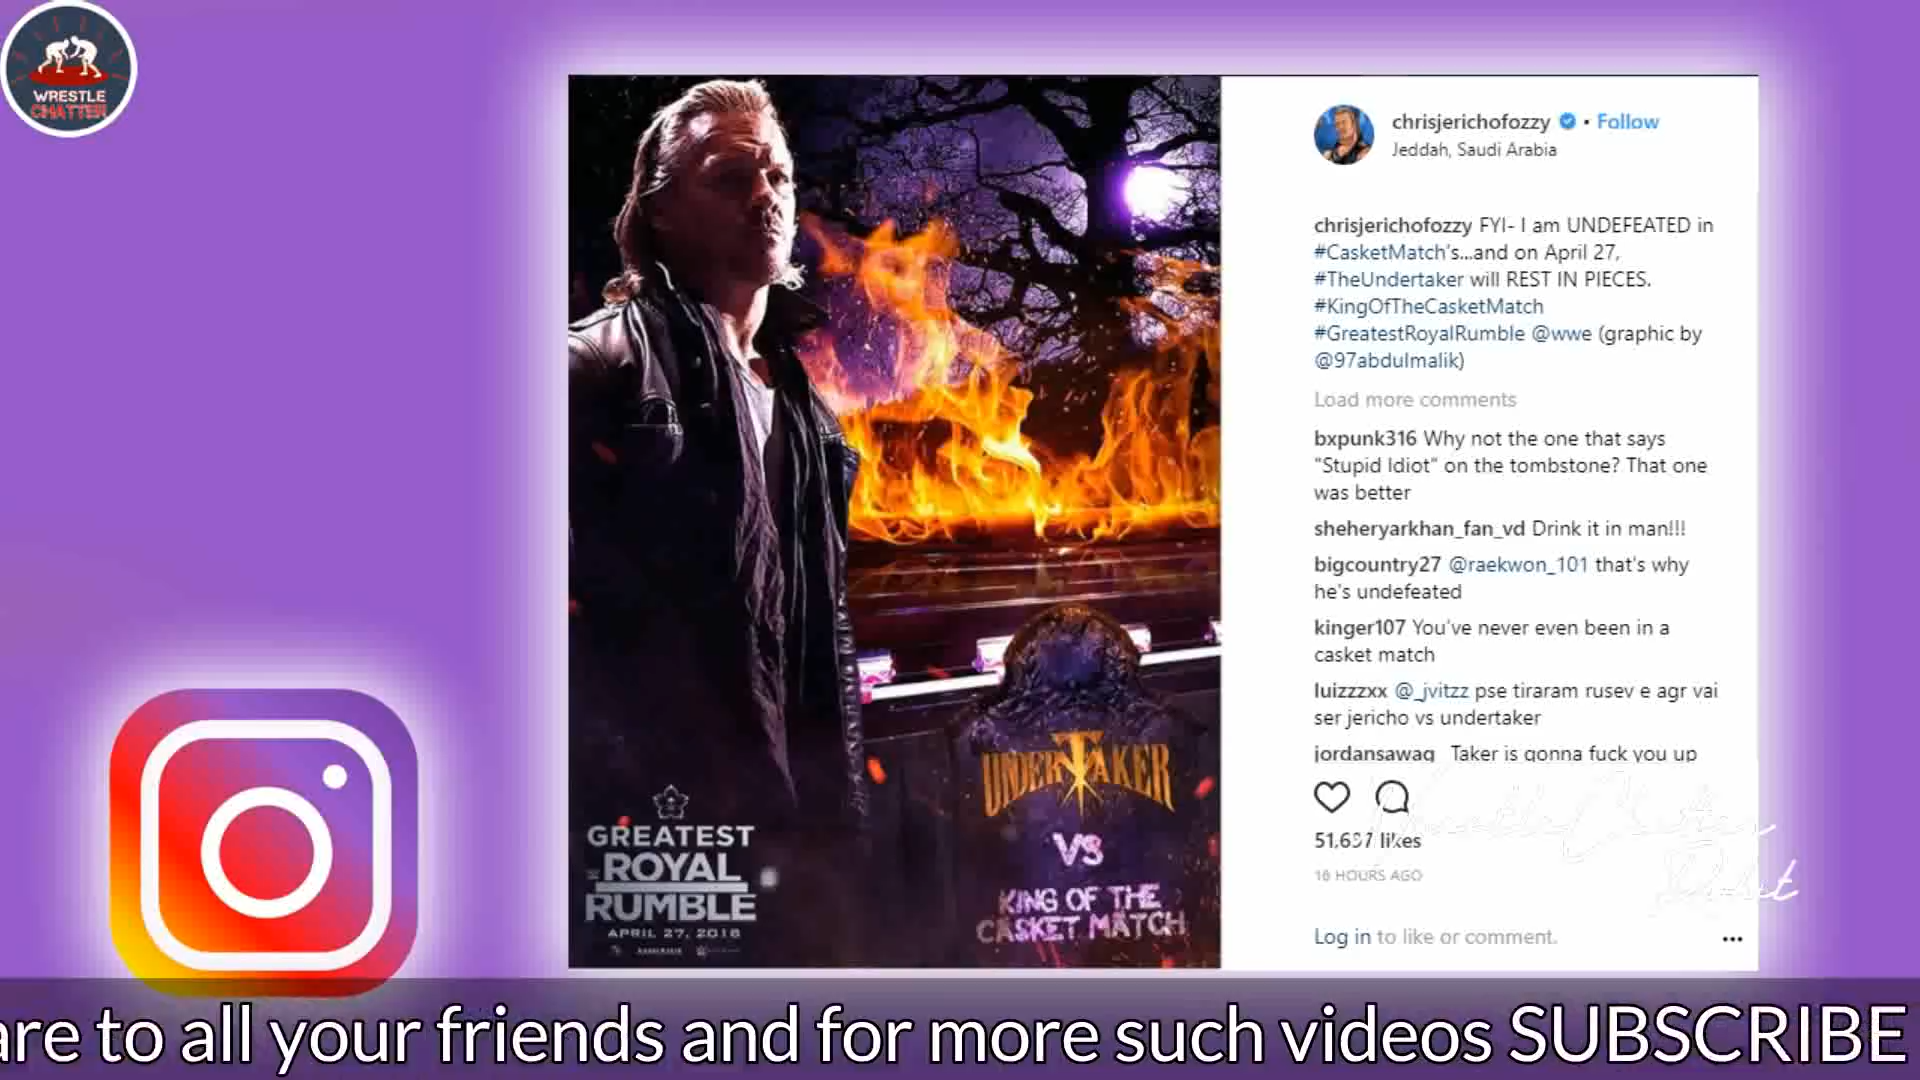 WRESTLE
CHATTER
chrisjerichofozzy • Follow
Jeddah, Saudi Arabia
chrisjerichofozzy FYI- I am UNDEFEATED in
#CasketMatch's...and on April 27,
#TheUndertaker will REST IN PIECES.
#KingOfTheCasketMatch
#GreatestRoyalRumble @wwe (graphic by
@97abdulmalik)
Load more comments
bxpunk316 Why not the one that says
"Stupid Idiot" on the tombstone? That one
was better
sheheryarkhan_fan_vd Drink it in man!!!
bigcountry27 @raekwon_101 that's why
he's undefeated
kinger107 You've never even been in a
casket match
luizzzxx @_jvitzz pse tiraram rusev e agr vai
ser jericho vs undertaker
jordansawag Taker is gonna fuck you up
51,697 likes
HOURS AGO
Log in to like or comment.
UNDERTAKER
VS
KING OF THE
CASKET MATCH
GREATEST
ROYAL
RUMBLE
APRIL 27, 2018
are to all your friends and for more such videos SUBSCRIBE